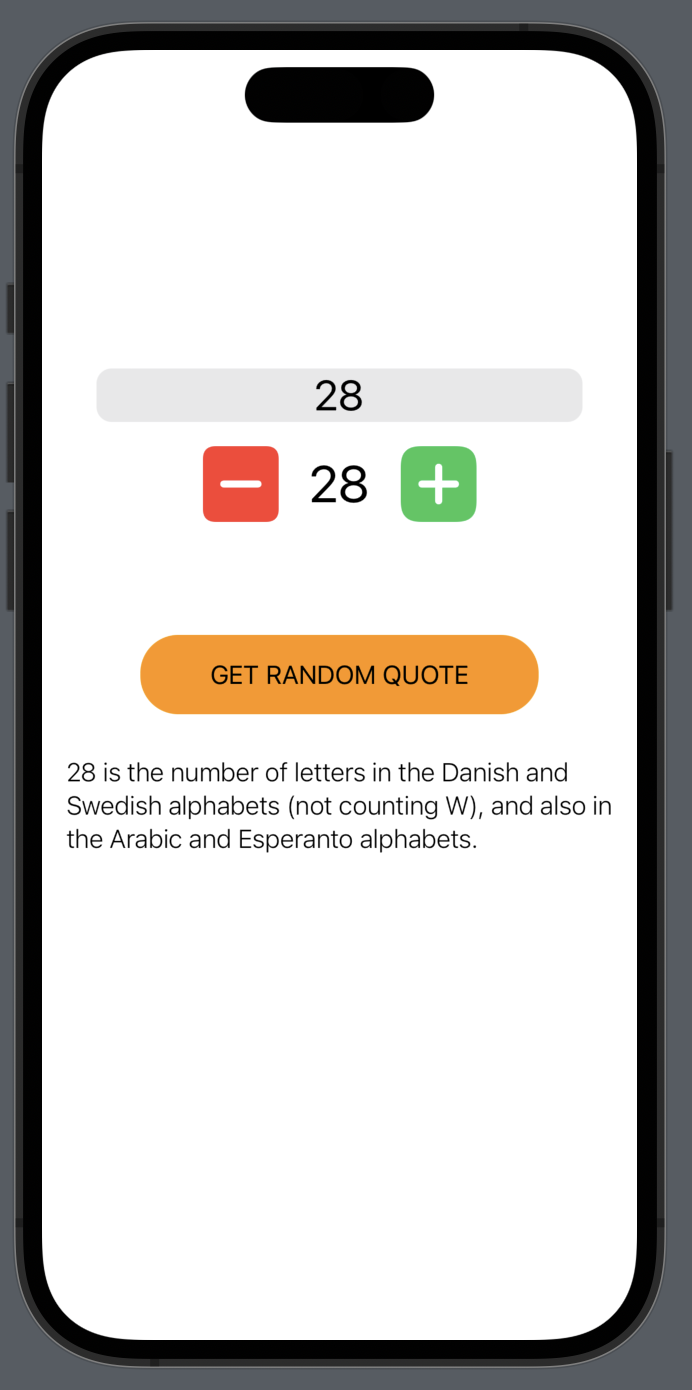 28
28
GET RANDOM QUOTE
28 is the number of letters in the Danish and
Swedish alphabets (not counting W), and also in
the Arabic and Esperanto alphabets.